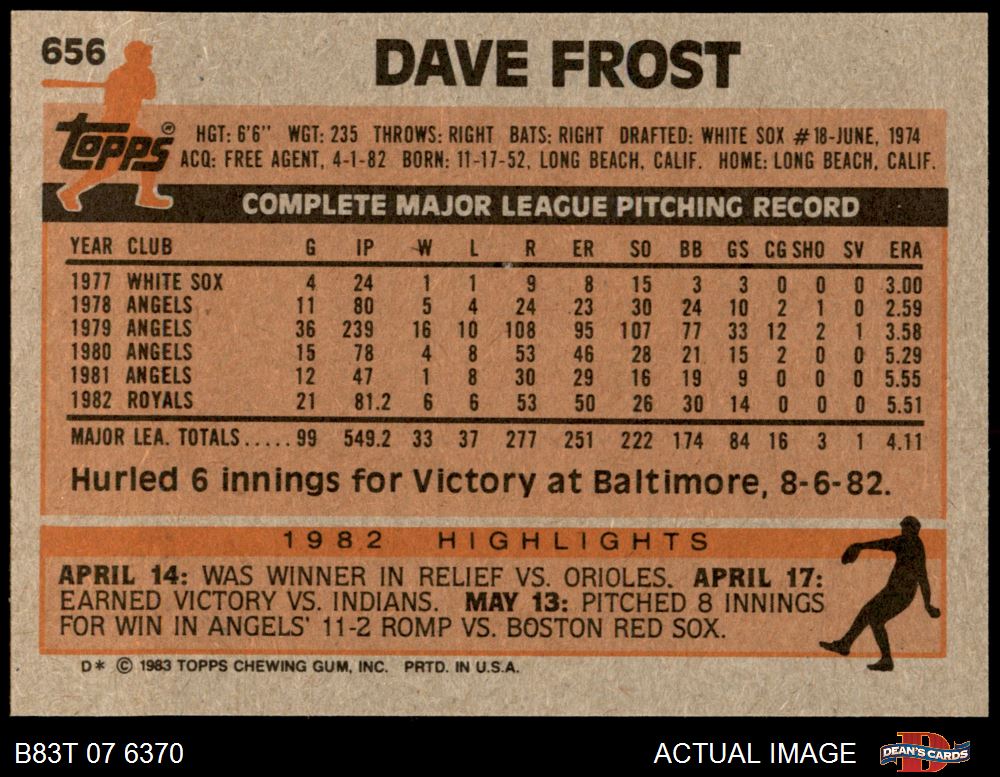 656
DAVE FROST
Topps®
HGT: 6'6" WGT: 235 THROWS: RIGHT BATS: RIGHT DRAFTED: WHITE SOX #18-JUNE, 1974
ACQ: FREE AGENT, 4-1-82 BORN: 11-17-52, LONG BEACH, CALIF. HOME: LONG BEACH, CALIF.
COMPLETE MAJOR LEAGUE PITCHING RECORD
YEAR CLUB G IP W L R ER SO BB GS CG SHO SV ERA
1977 WHITE SOX 4 24 1 1 9 8 15 3 3 0 0 0 3.00
1978 ANGELS 11 80 5 4 24 23 30 24 10 2 1 0 2.59
1979 ANGELS 36 239 16 10 108 95 107 77 33 12 2 1 3.58
1980 ANGELS 15 78 4 8 53 46 28 21 15 2 0 0 5.29
1981 ANGELS 12 47 1 8 30 29 16 19 9 0 0 0 5.55
1982 ROYALS 21 81.2 6 6 53 50 26 30 14 0 0 0 5.51
MAJOR LEA. TOTALS..... 99 549.2 33 37 277 251 222 174 84 16 3 1 4.11
Hurled 6 innings for Victory at Baltimore, 8-6-82.
1982 HIGHLIGHTS
APRIL 14: WAS WINNER IN RELIEF VS. ORIOLES. APRIL 17:
EARNED VICTORY VS. INDIANS. MAY 13: PITCHED 8 INNINGS
FOR WIN IN ANGELS' 11-2 ROMP VS. BOSTON RED SOX.
D* © 1983 TOPPS CHEWING GUM, INC. PRTD. IN U.S.A.
B83T 07 6370
ACTUAL IMAGE
D
DEAN'S CARDS